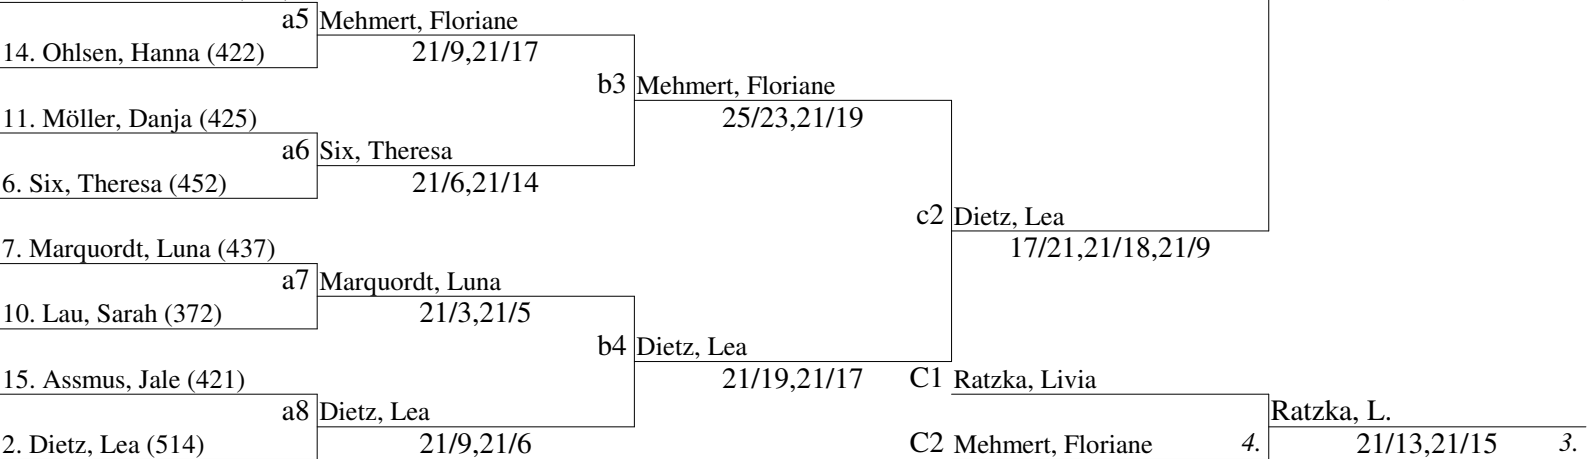 a5 Mehmert, Floriane
14. Ohlsen, Hanna (422)
21/9,21/17
b3 Mehmert, Floriane
25/23,21/19
11. Möller, Danja (425)
a6 Six, Theresa
6. Six, Theresa (452)
21/6,21/14
c2 Dietz, Lea
17/21,21/18,21/9
7. Marquordt, Luna (437)
a7 Marquordt, Luna
10. Lau, Sarah (372)
21/3,21/5
b4 Dietz, Lea
21/19,21/17
15. Assmus, Jale (421)
a8 Dietz, Lea
2. Dietz, Lea (514)
21/9,21/6
C1 Ratzka, Livia
Ratzka, L.
C2 Mehmert, Floriane 4.
21/13,21/15 3.